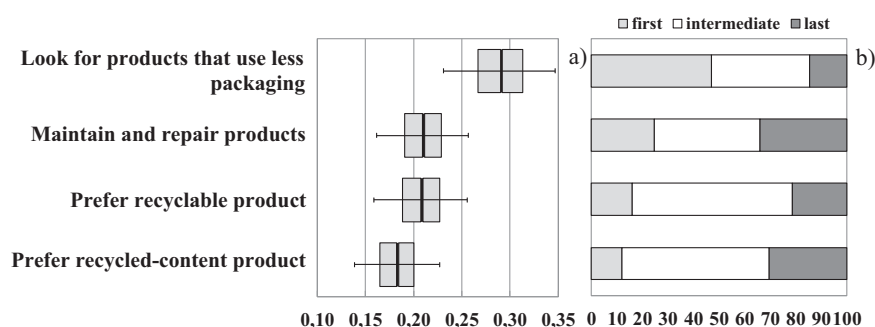 first intermediate last
Look for products that use less
packaging
a)
b)
Maintain and repair products
Prefer recyclable product
Prefer recycled-content product
0,10 0,15 0,20 0,25 0,30 0,35
0 10 20 30 40 50 60 70 80 90 100